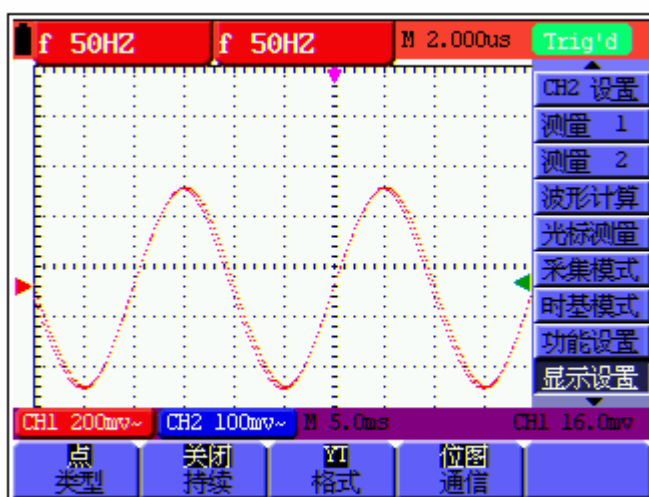 f 50HZ f 50HZ M 2.000us Trig'd
CH2 设置
测量 1
测量 2
波形计算
光标测量
采集模式
时基模式
功能设置
显示设置
CH1 200mv~ CH2 100mv~ M 5.0ms CH1 16.0mv
点 关闭 YT 位图
类型 持续 格式 通信